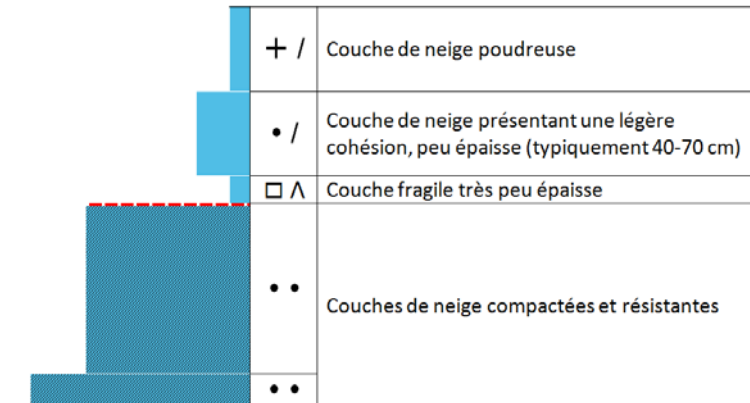 + / Couche de neige poudreuse
• / Couche de neige présentant une légère
cohésion, peu épaisse (typiquement 40-70 cm)
□ Λ Couche fragile très peu épaisse
• • Couches de neige compactées et résistantes
• •